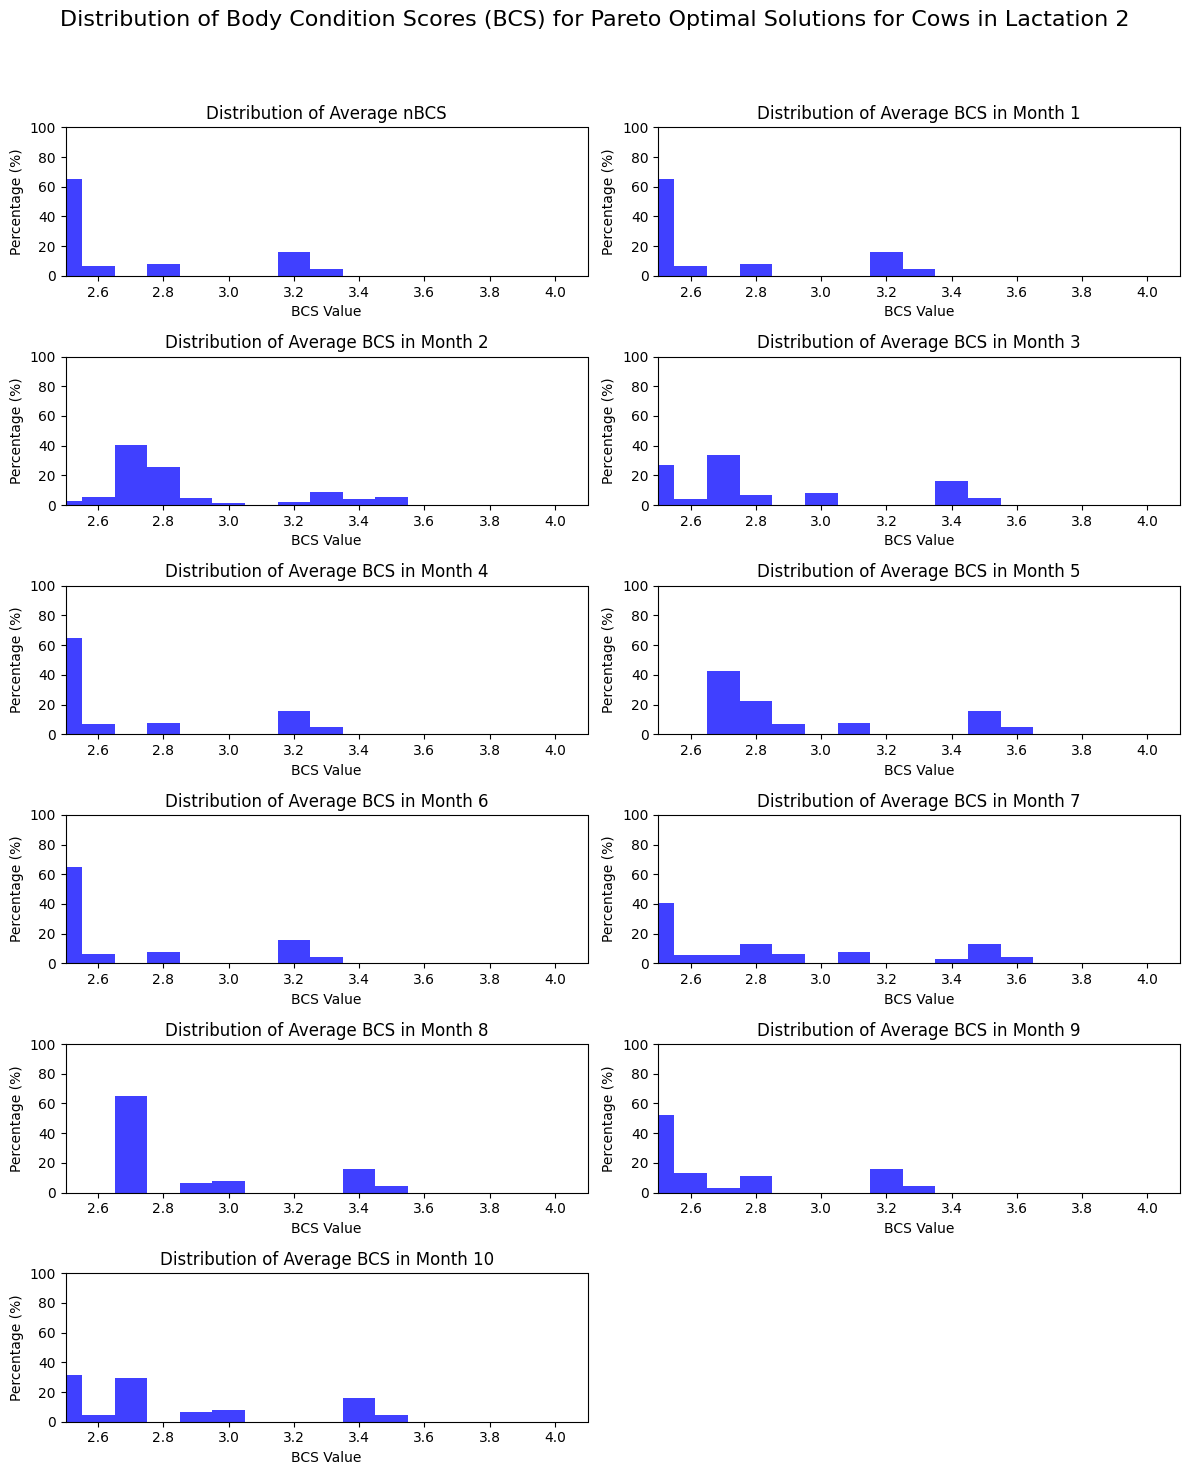 Distribution of Body Condition Scores (BCS) for Pareto Optimal Solutions for Cows in Lactation 2
Distribution of Average nBCS
Percentage (%)
100
80
60
40
20
0
2.6 2.8 3.0 3.2 3.4 3.6 3.8 4.0
BCS Value
Distribution of Average BCS in Month 1
Percentage (%)
100
80
60
40
20
0
2.6 2.8 3.0 3.2 3.4 3.6 3.8 4.0
BCS Value
Distribution of Average BCS in Month 2
Percentage (%)
100
80
60
40
20
0
2.6 2.8 3.0 3.2 3.4 3.6 3.8 4.0
BCS Value
Distribution of Average BCS in Month 3
Percentage (%)
100
80
60
40
20
0
2.6 2.8 3.0 3.2 3.4 3.6 3.8 4.0
BCS Value
Distribution of Average BCS in Month 4
Percentage (%)
100
80
60
40
20
0
2.6 2.8 3.0 3.2 3.4 3.6 3.8 4.0
BCS Value
Distribution of Average BCS in Month 5
Percentage (%)
100
80
60
40
20
0
2.6 2.8 3.0 3.2 3.4 3.6 3.8 4.0
BCS Value
Distribution of Average BCS in Month 6
Percentage (%)
100
80
60
40
20
0
2.6 2.8 3.0 3.2 3.4 3.6 3.8 4.0
BCS Value
Distribution of Average BCS in Month 7
Percentage (%)
100
80
60
40
20
0
2.6 2.8 3.0 3.2 3.4 3.6 3.8 4.0
BCS Value
Distribution of Average BCS in Month 8
Percentage (%)
100
80
60
40
20
0
2.6 2.8 3.0 3.2 3.4 3.6 3.8 4.0
BCS Value
Distribution of Average BCS in Month 9
Percentage (%)
100
80
60
40
20
0
2.6 2.8 3.0 3.2 3.4 3.6 3.8 4.0
BCS Value
Distribution of Average BCS in Month 10
Percentage (%)
100
80
60
40
20
0
2.6 2.8 3.0 3.2 3.4 3.6 3.8 4.0
BCS Value